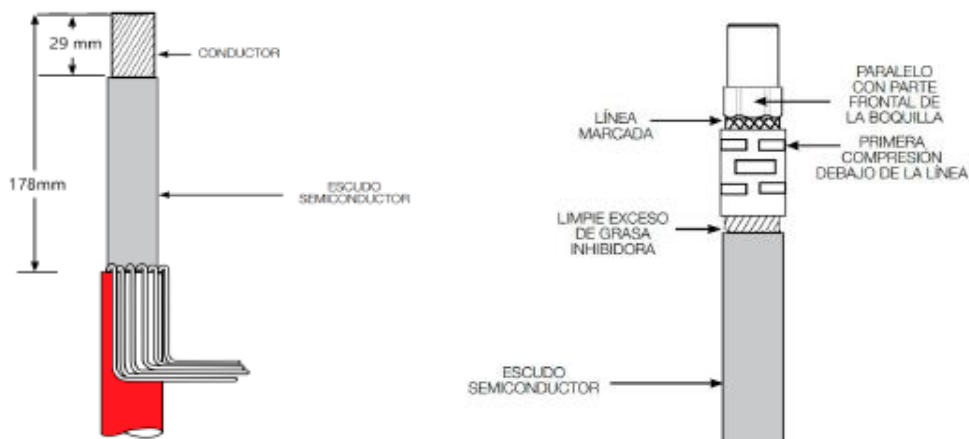 29 mm
CONDUCTOR
178mm
ESCUDO
SEMICONDUCTOR
LÍNEA
MARCADA
PARALELO
CON PARTE
FRONTAL DE
LA BOQUILLA
PRIMERA
COMPRESIÓN
DEBAJO DE LA LÍNEA
LIMPIE EXCESO
DE GRASA
INHIBIDORA
ESCUDO
SEMICONDUCTOR